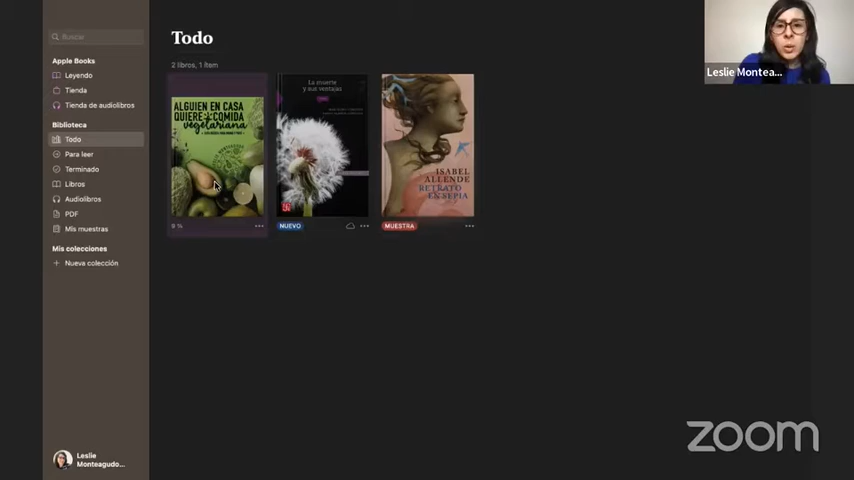 Buscar
Apple Books
Leyendo
Tienda
Tienda de audiolibros
Biblioteca
Todo
Para leer
Terminado
Libros
Audiolibros
PDF
Mis muestras
Mis colecciones
Nueva colección
Leslie
Monteagudo...
Todo
2 libros, 1 ítem
ALGUIEN EN CASA
QUIERE COMIDA
vegetariana
La muerte
y sus ventajas
ISABEL
ALLENDE
RETRATO
EN SEPIA
NUEVO
MUESTRA
Leslie Montea...
zoom